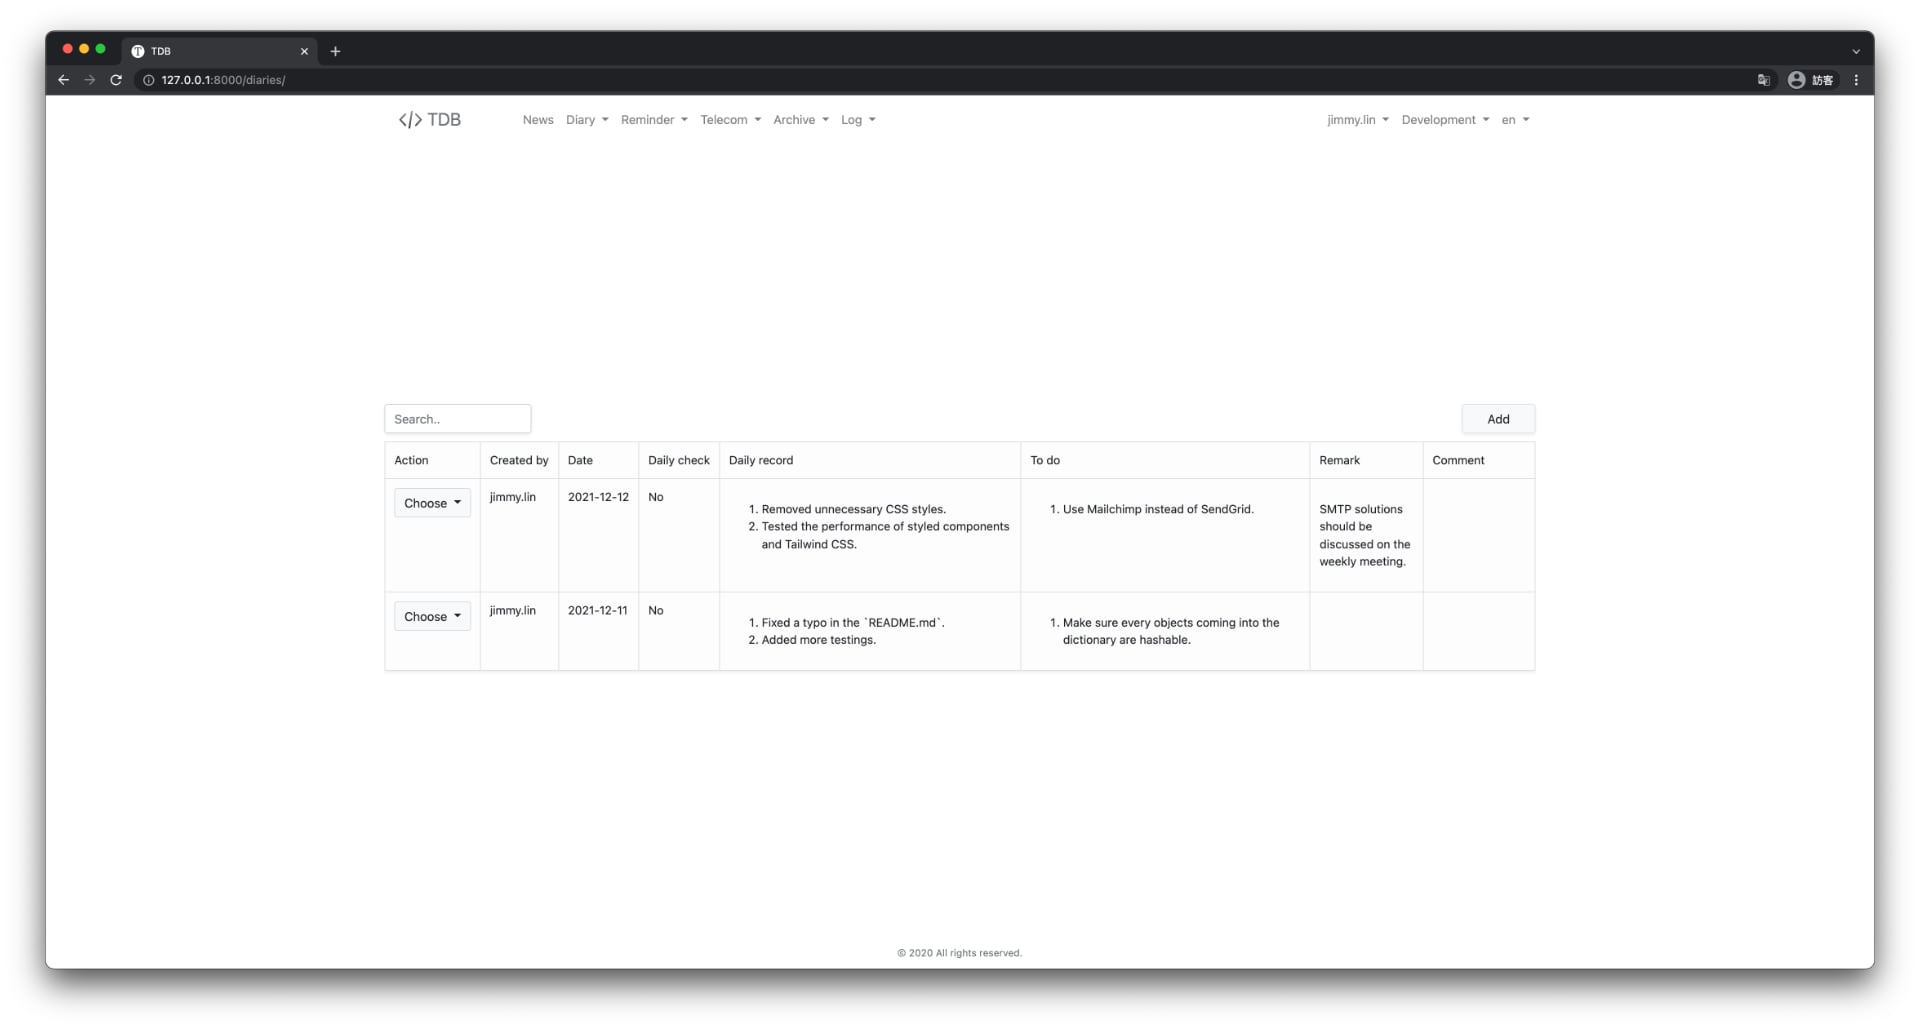 TDB
127.0.0.1:8000/diaries/
訪客
</> TDB
News Diary Reminder Telecom Archive Log
jimmy.lin Development en
Search..
Add
Action Created by Date Daily check Daily record To do Remark Comment
Choose jimmy.lin 2021-12-12 No
1. Removed unnecessary CSS styles.
2. Tested the performance of styled components
and Tailwind CSS.
1. Use Mailchimp instead of SendGrid.
SMTP solutions
should be
discussed on the
weekly meeting.
Choose jimmy.lin 2021-12-11 No
1. Fixed a typo in the `README.md`.
2. Added more testings.
1. Make sure every objects coming into the
dictionary are hashable.
© 2020 All rights reserved.